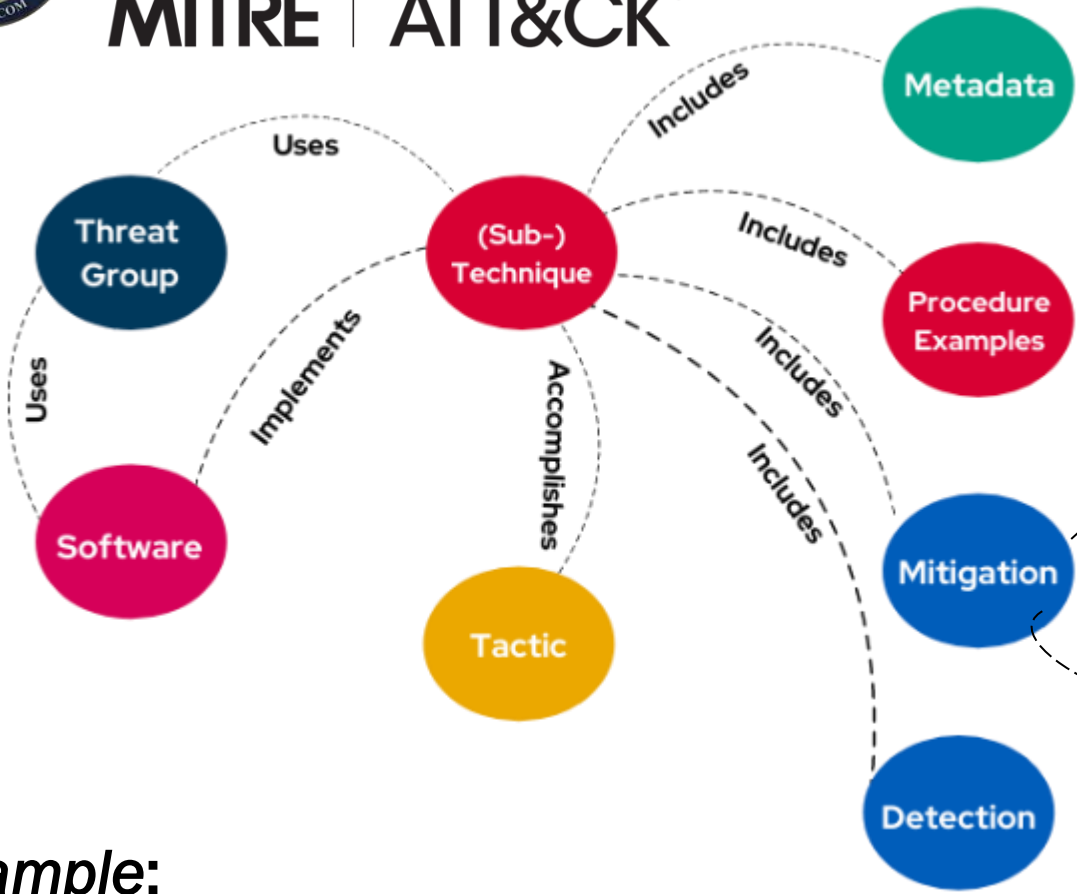 COM
MITRE | ATT&CK
Metadata
Includes
Uses
Threat
Group
(Sub-)
Technique
Includes
Procedure
Examples
Implements
Uses
Accomplishes
Includes
Includes
Software
Mitigation
Tactic
Detection
ample: